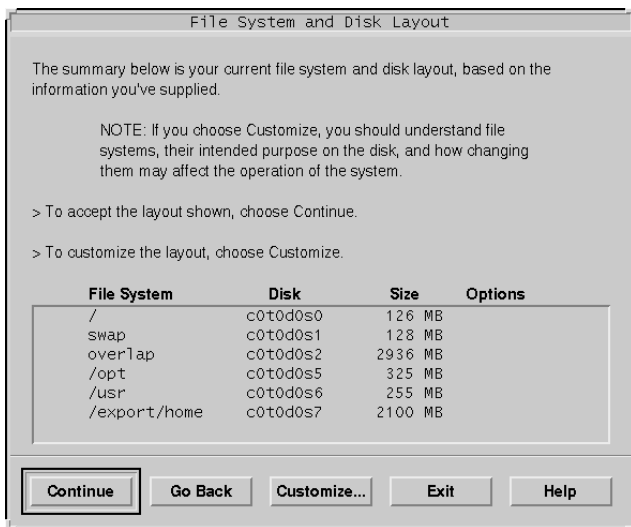 File System and Disk Layout
The summary below is your current file system and disk layout, based on the
information you've supplied.
NOTE: If you choose Customize, you should understand file
systems, their intended purpose on the disk, and how changing
them may affect the operation of the system.
> To accept the layout shown, choose Continue.
> To customize the layout, choose Customize.
File System Disk Size Options
/ c0t0d0s0 126 MB
swap c0t0d0s1 128 MB
overlap c0t0d0s2 2936 MB
/opt c0t0d0s5 325 MB
/usr c0t0d0s6 255 MB
/export/home c0t0d0s7 2100 MB
Continue Go Back Customize... Exit Help